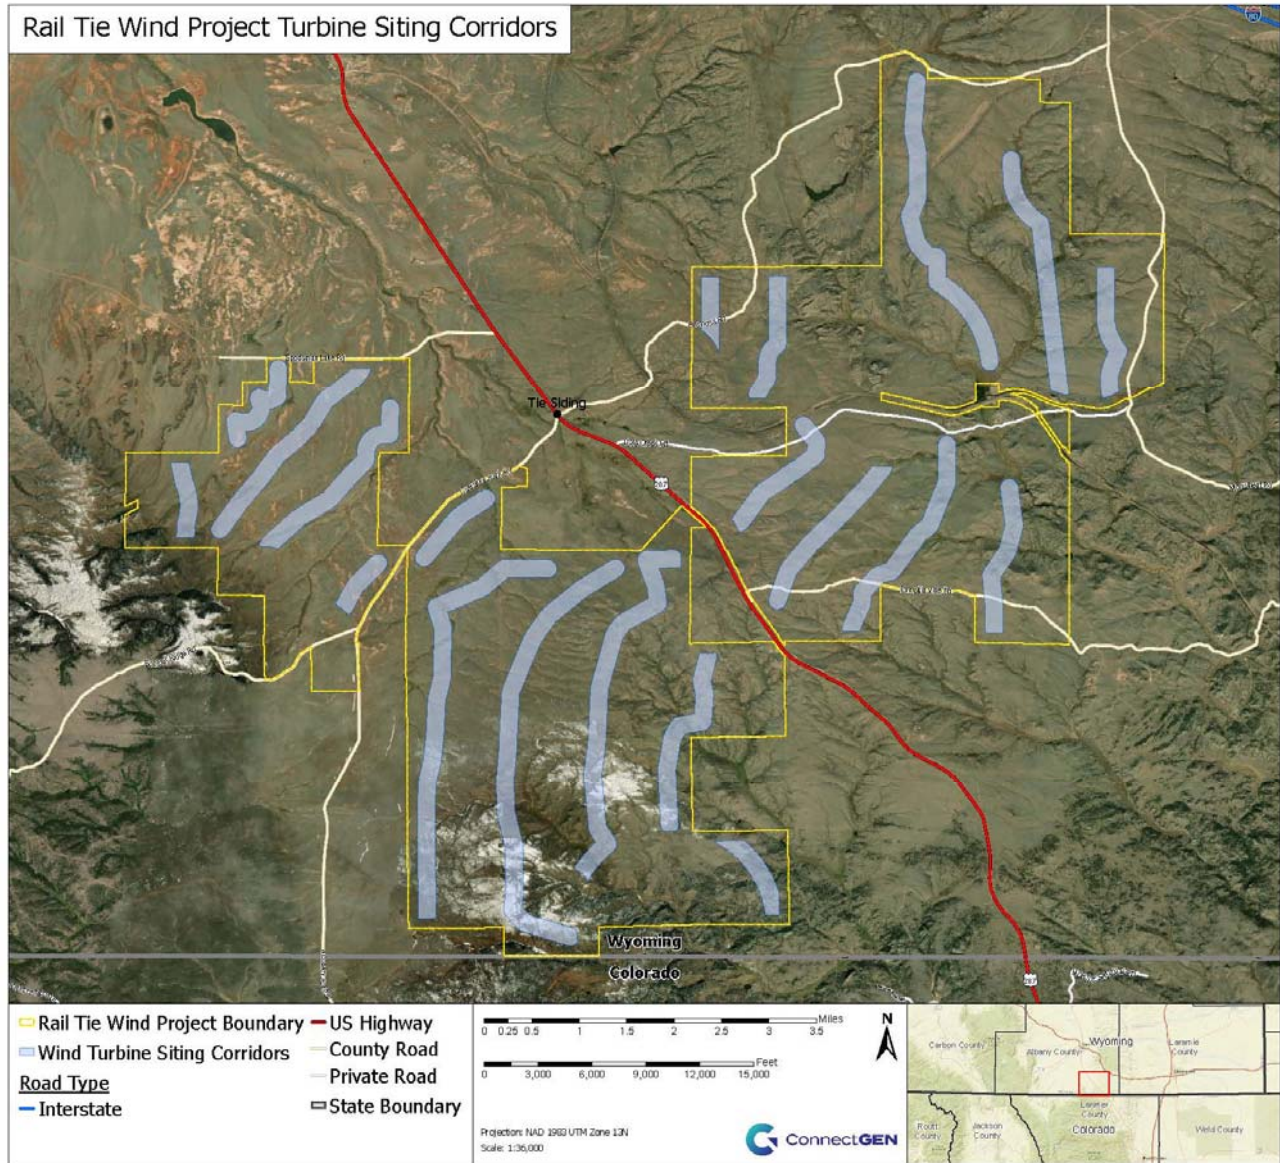 Rail Tie Wind Project Turbine Siting Corridors
80
Tie Siding
287
Wyoming
Colorado
287
Rail Tie Wind Project Boundary
Wind Turbine Siting Corridors
Road Type
Interstate
US Highway
County Road
Private Road
State Boundary
0 0.25 0.5 1 1.5 2 2.5 3 3.5 Miles
0 3,000 6,000 9,000 12,000 15,000 Feet
Projection: NAD 1983 UTM Zone 13N
Scale: 1:36,000
N
ConnectGEN
Carbon County
Albany County
Wyoming
Laramie County
Larimer County
Routt County
Jackson County
Colorado
Weld County